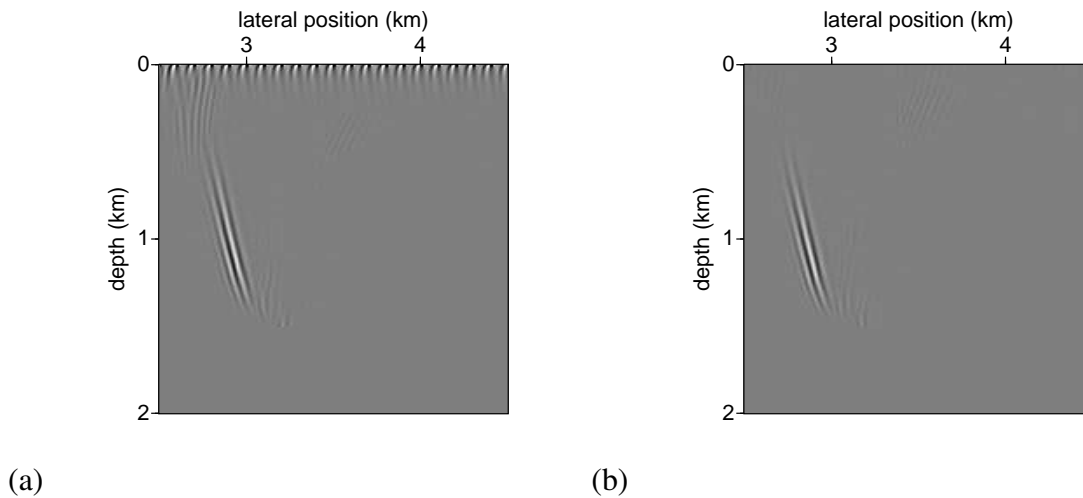 lateral position (km)
3 4
0
depth (km)
1
2
(a)
lateral position (km)
3 4
0
depth (km)
1
2
(b)